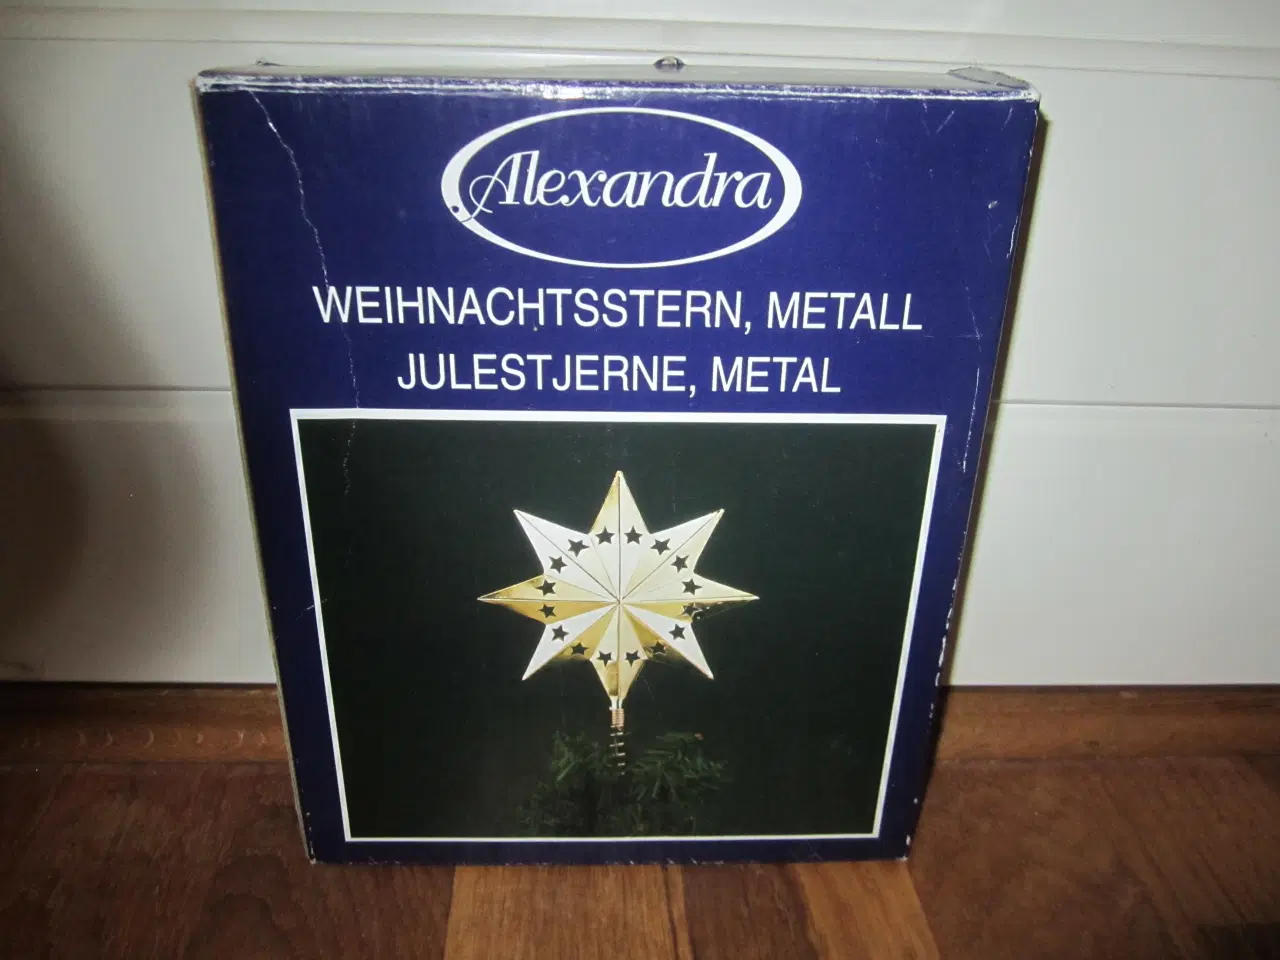 Alexandra
WEIHNACHTSSTERN, METALL
JULESTJERNE, METAL